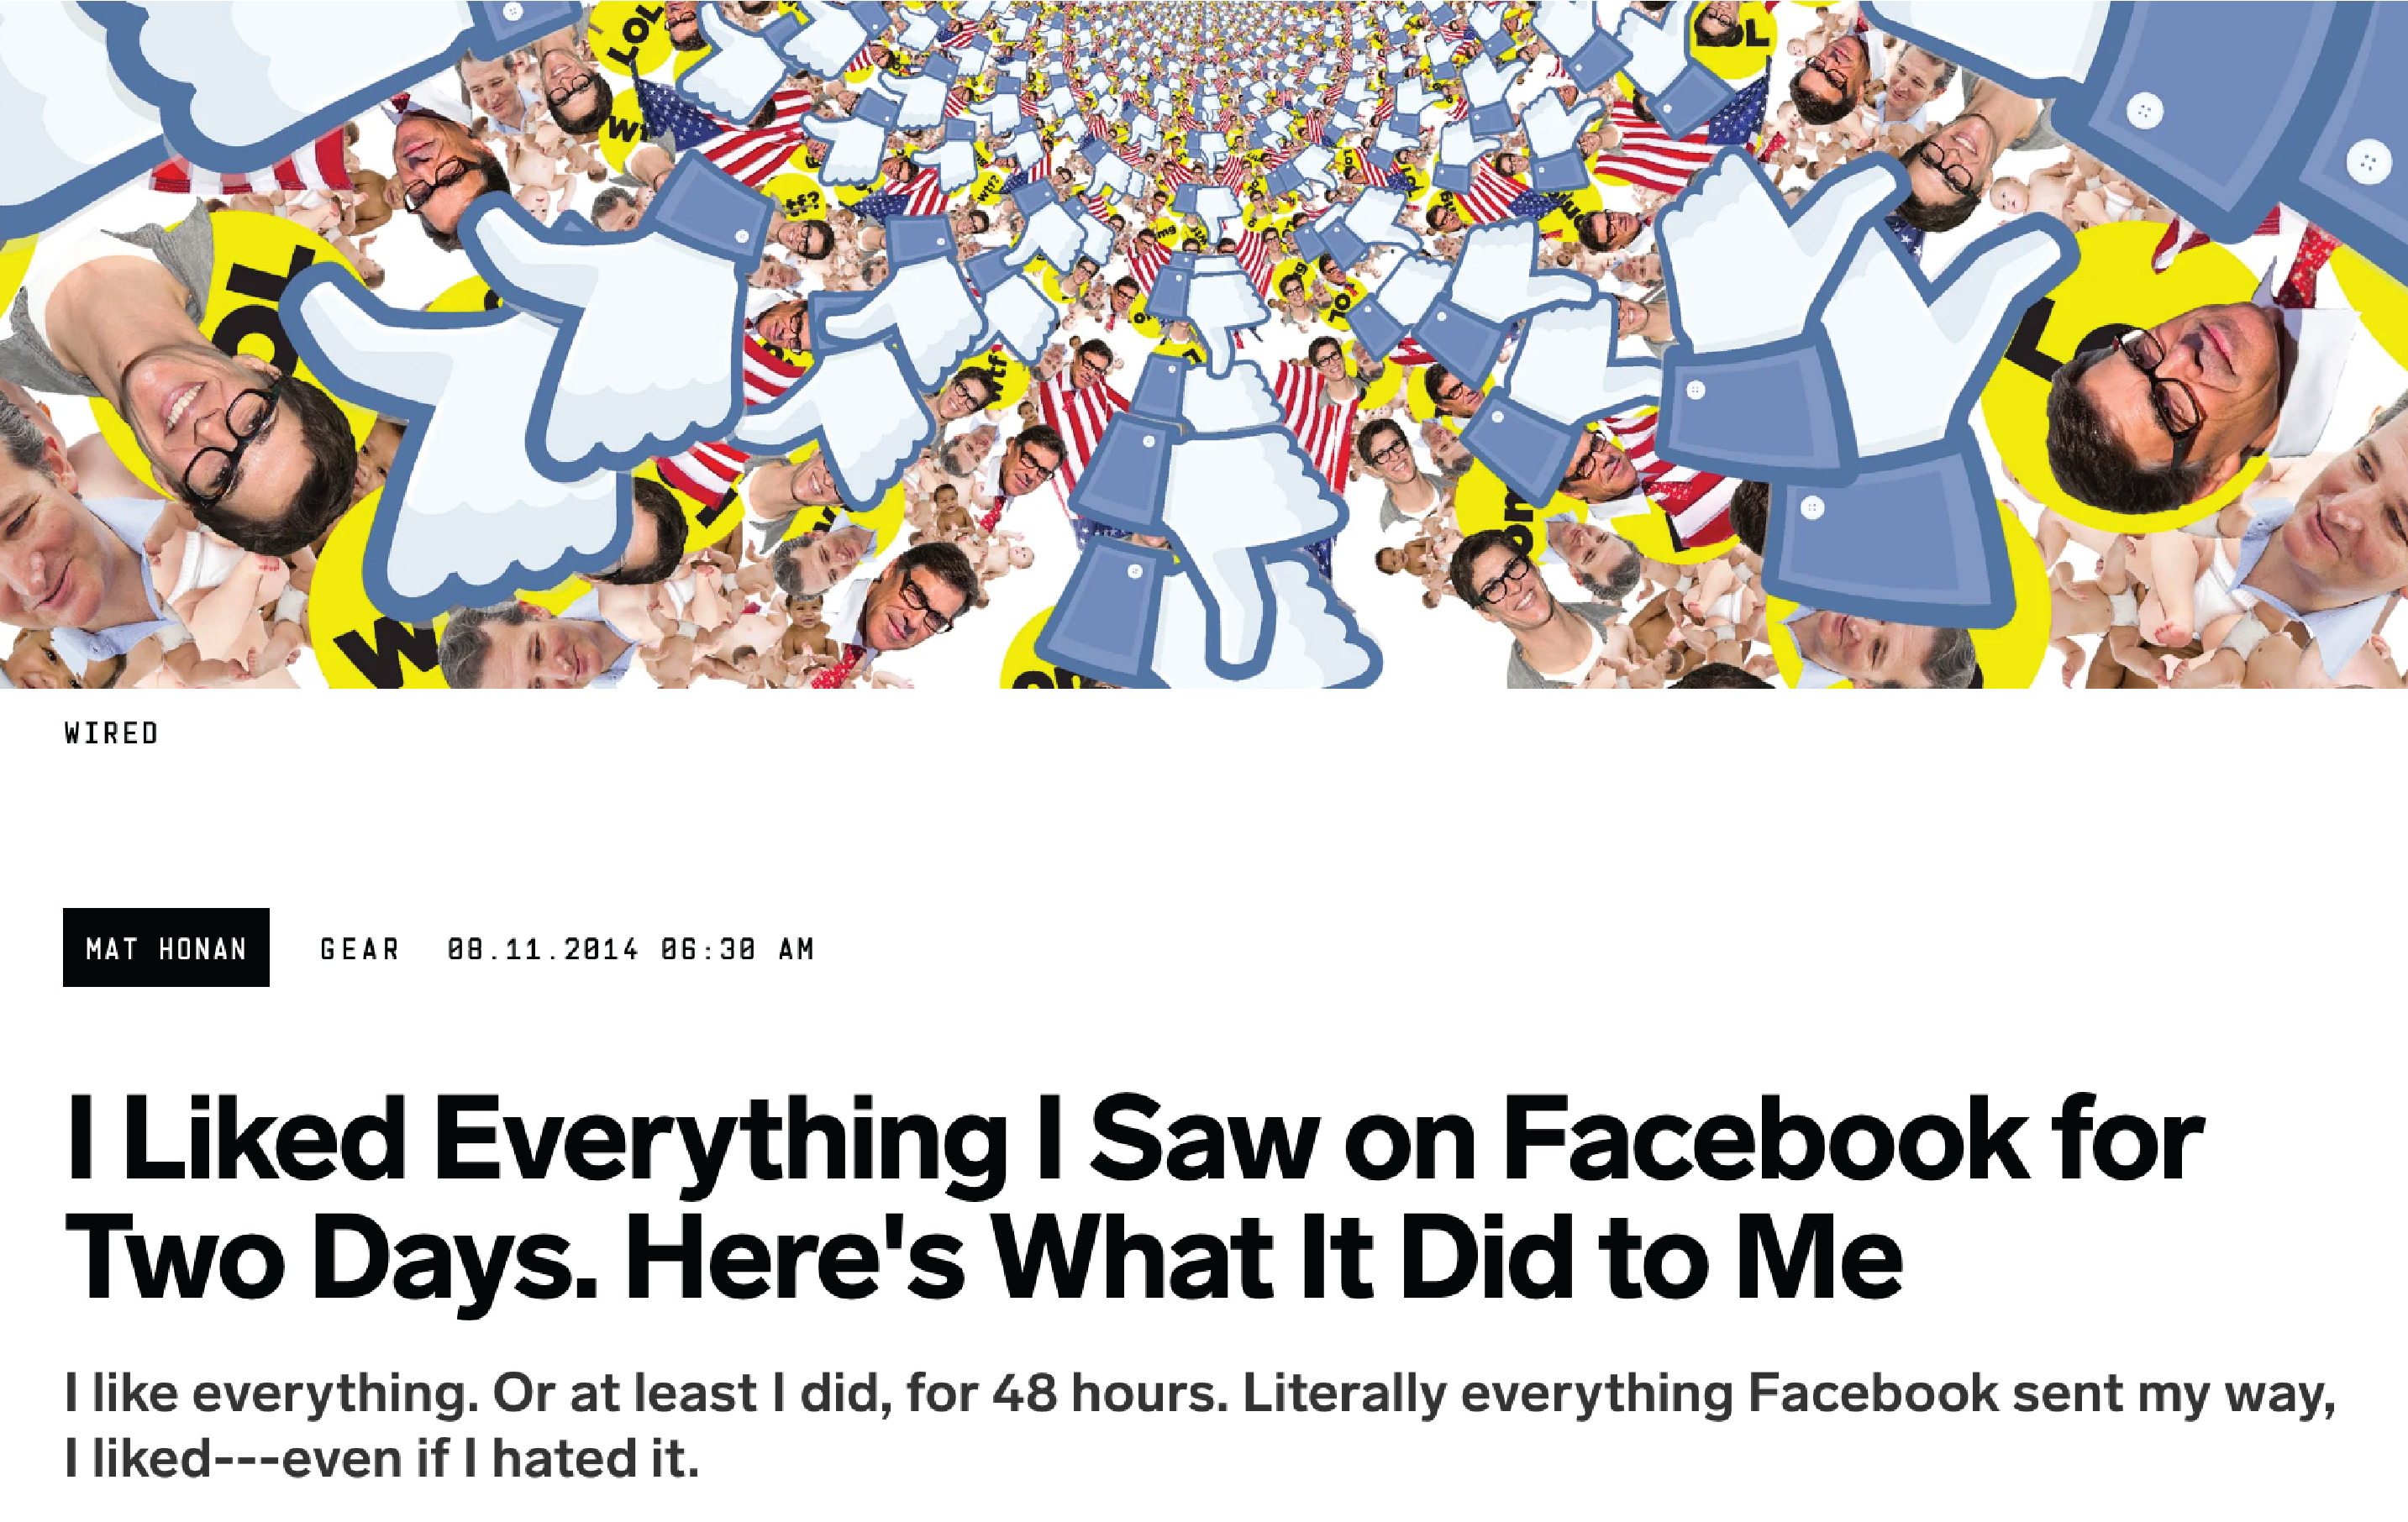 LOL
WIRED
MAT HONAN GEAR 08.11.2014 06:30 AM
I Liked Everything I Saw on Facebook for
Two Days. Here's What It Did to Me
I like everything. Or at least I did, for 48 hours. Literally everything Facebook sent my way,
I liked---even if I hated it.